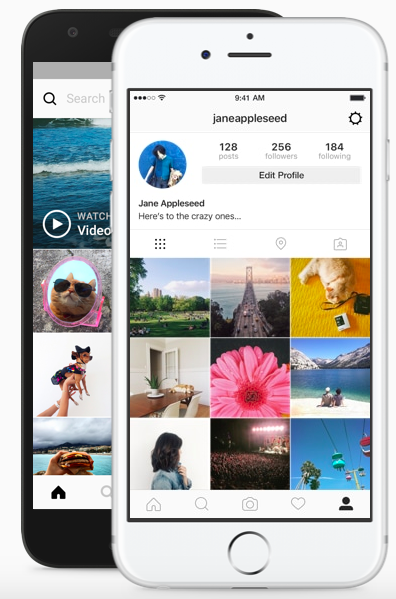 Search
WATCH
Video
9:41 AM
janeappleseed
128
posts
256
followers
184
following
Edit Profile
Jane Appleseed
Here's to the crazy ones...